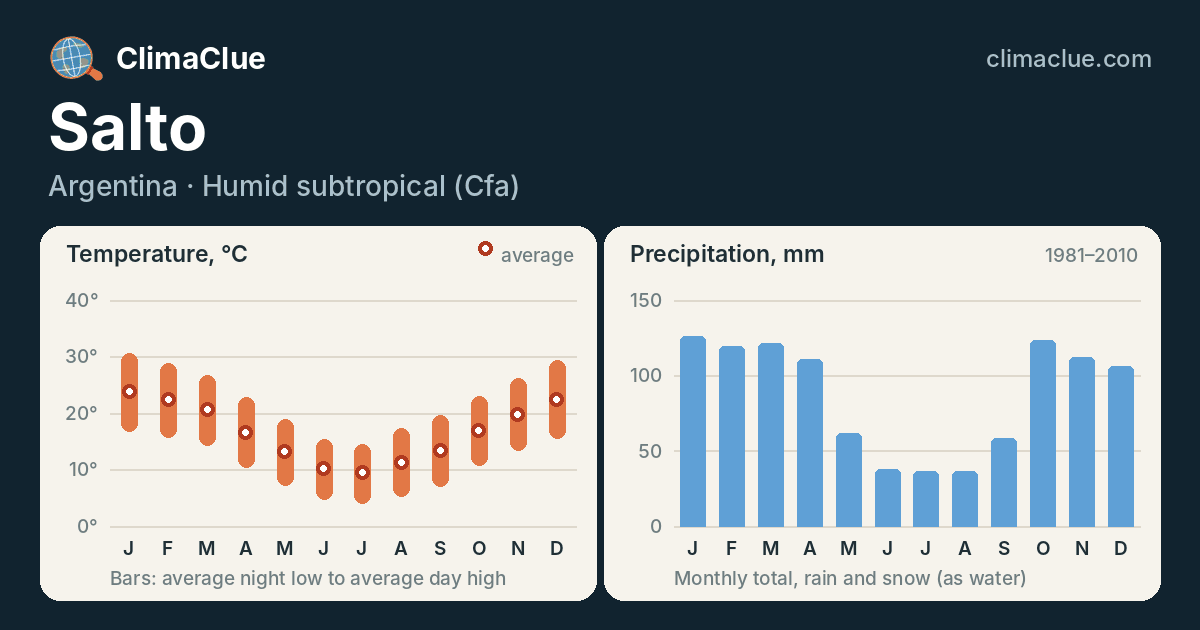 ClimaClue
climaclue.com
Salto
Argentina · Humid subtropical (Cfa)
Temperature, °C
average
40°
30°
20°
10°
0°
J F M A M J J A S O N D
Bars: average night low to average day high
Precipitation, mm
1981–2010
150
100
50
0
J F M A M J J A S O N D
Monthly total, rain and snow (as water)